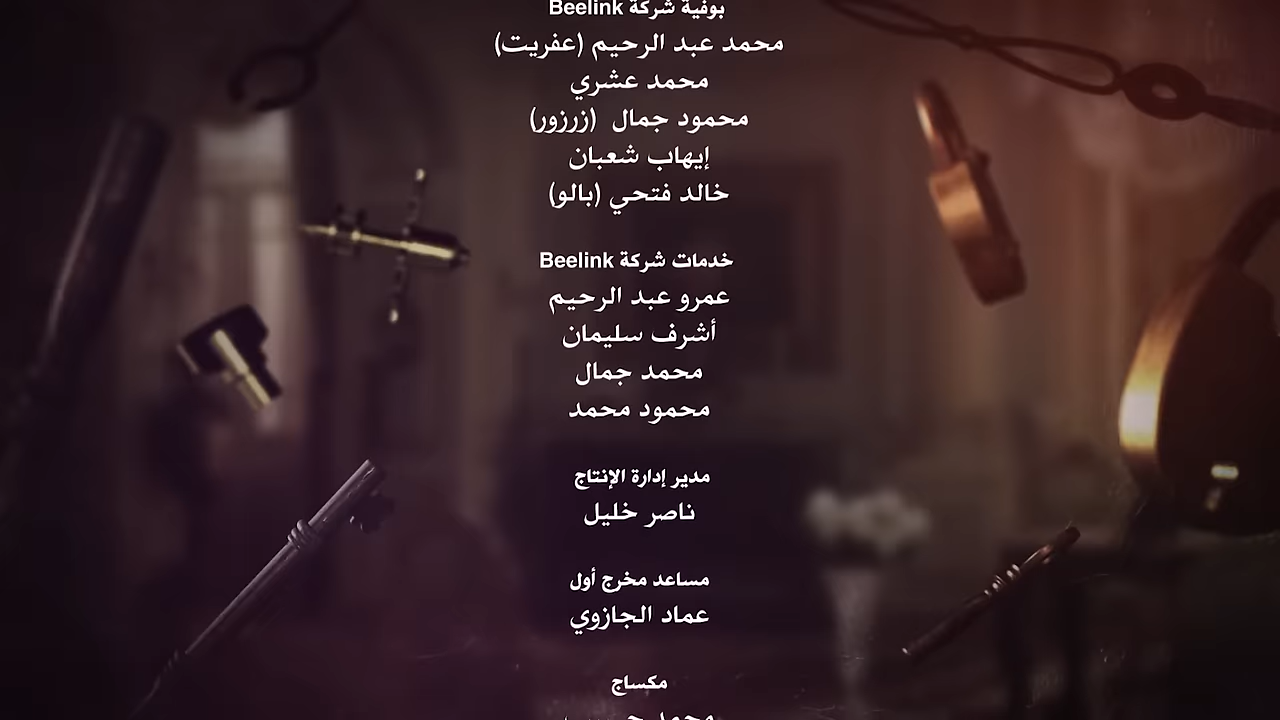 بوفية شركة Beelink
محمد عبد الرحيم (عفريت)
محمد عشري
محمود جمال (زرزور)
إيهاب شعبان
خالد فتحي (بالو)
خدمات شركة Beelink
عمرو عبد الرحيم
أشرف سليمان
محمد جمال
محمود محمد
مدير إدارة الإنتاج
ناصر خليل
مساعد مخرج أول
عماد الجازوي
مكساج
محمد